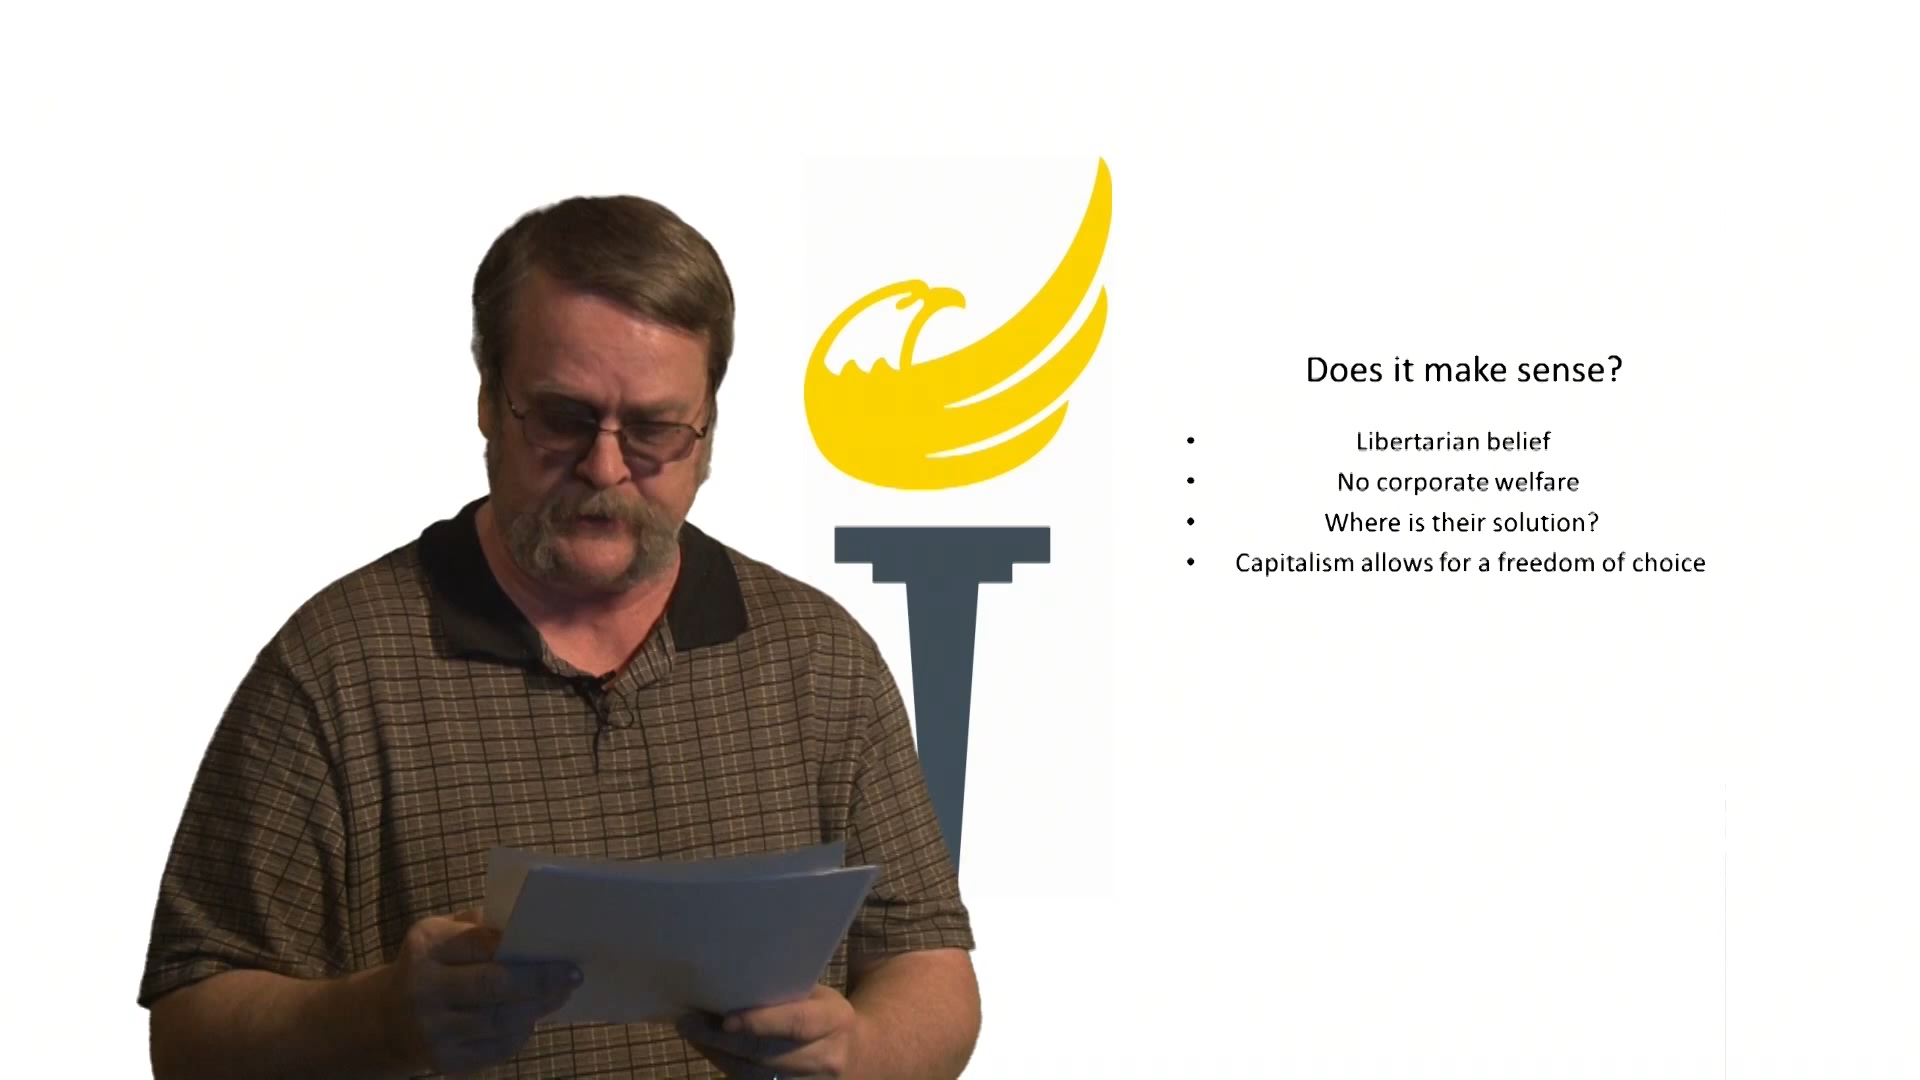 Does it make sense?
• Libertarian belief
• No corporate welfare
• Where is their solution?
• Capitalism allows for a freedom of choice